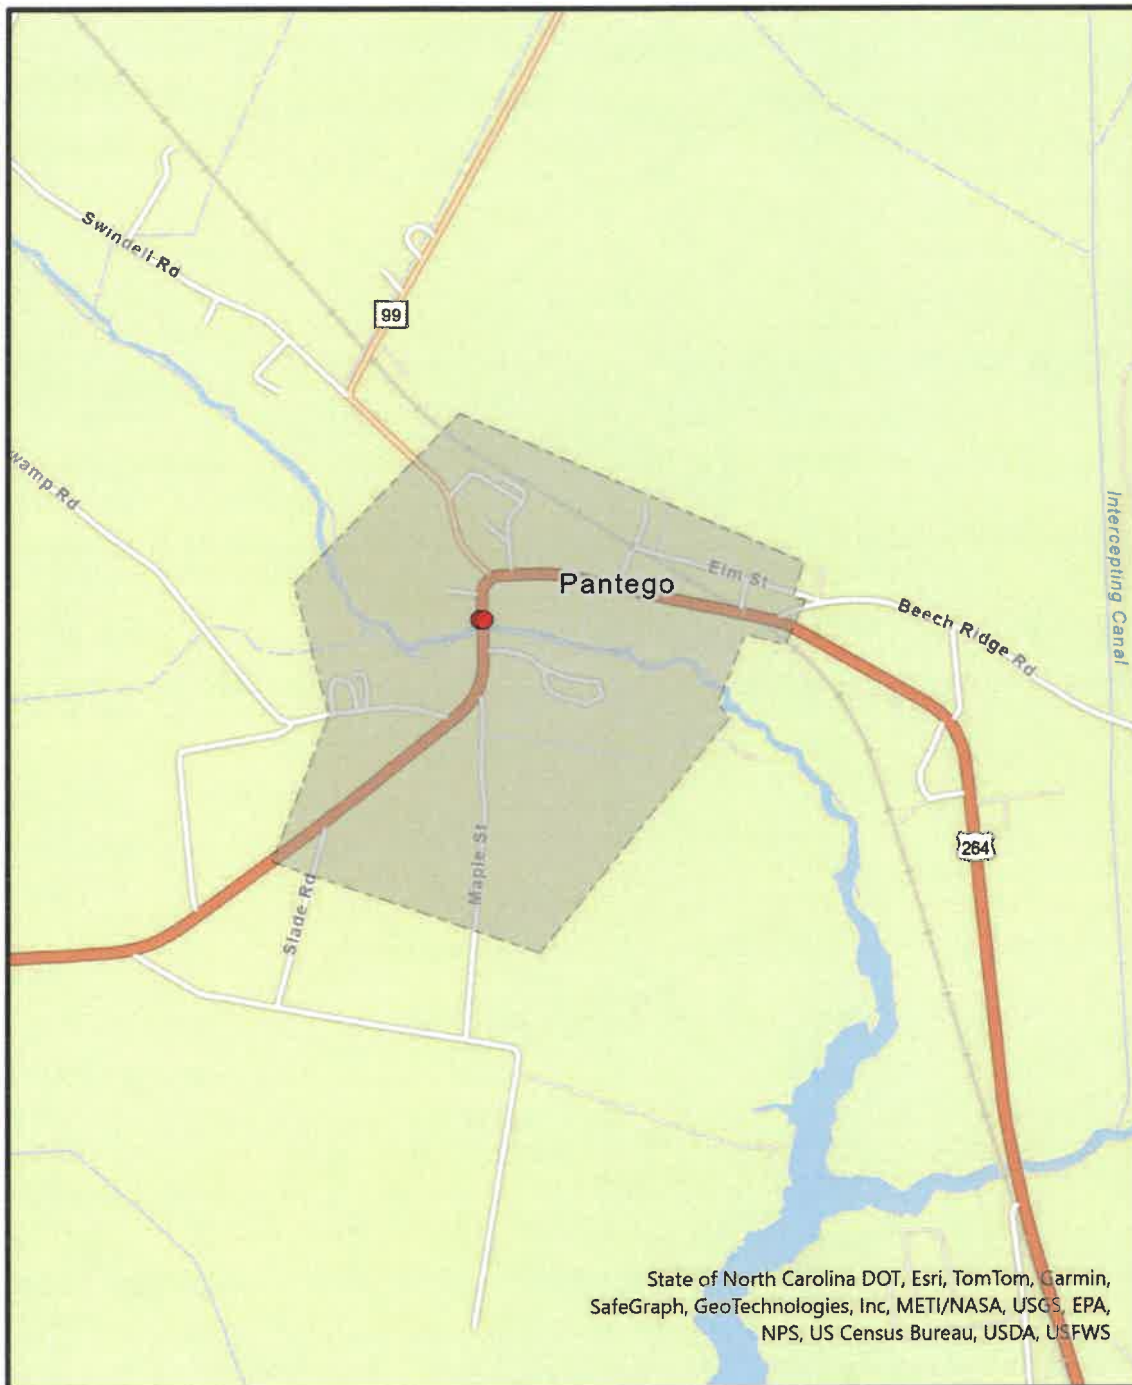 Swindell Rd
99
wamp Rd
Intercepting Canal
Elm St
Pantego
Beech Ridge Rd
264
Maple St
Slade Rd
State of North Carolina DOT, Esri, TomTom, Garmin,
SafeGraph, GeoTechnologies, Inc, METI/NASA, USGS, EPA,
NPS, US Census Bureau, USDA, USFWS